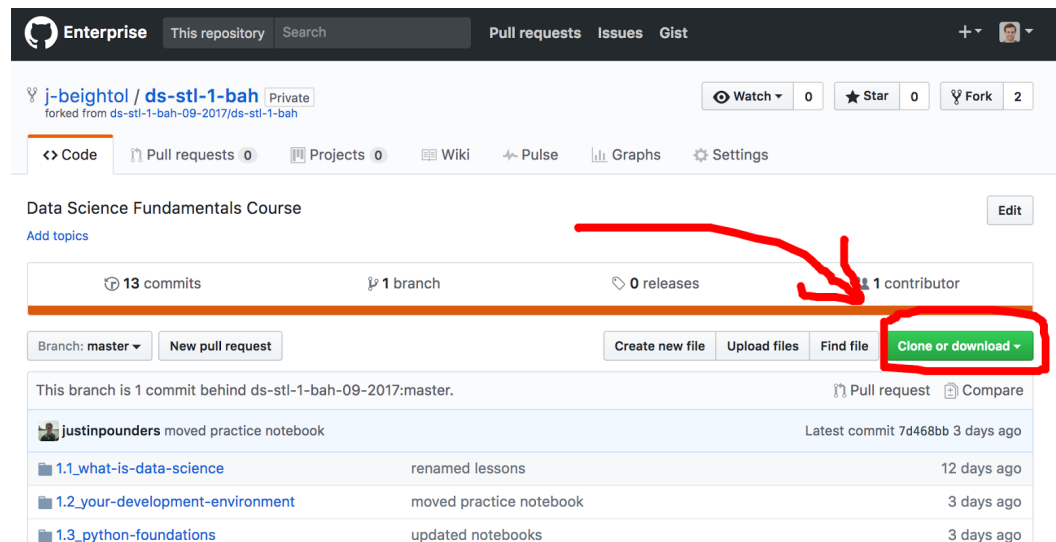 Enterprise This repository Search Pull requests Issues Gist
j-beightol / ds-stl-1-bah Private
forked from ds-stl-1-bah-09-2017/ds-stl-1-bah
Watch 0 Star 0 Fork 2
<> Code Pull requests 0 Projects 0 Wiki Pulse Graphs Settings
Data Science Fundamentals Course
Edit
Add topics
13 commits 1 branch 0 releases 1 contributor
Branch: master New pull request Create new file Upload files Find file Clone or download
This branch is 1 commit behind ds-stl-1-bah-09-2017:master. Pull request Compare
justinpounders moved practice notebook Latest commit 7d468bb 3 days ago
1.1_what-is-data-science renamed lessons 12 days ago
1.2_your-development-environment moved practice notebook 3 days ago
1.3_python-foundations updated notebooks 3 days ago